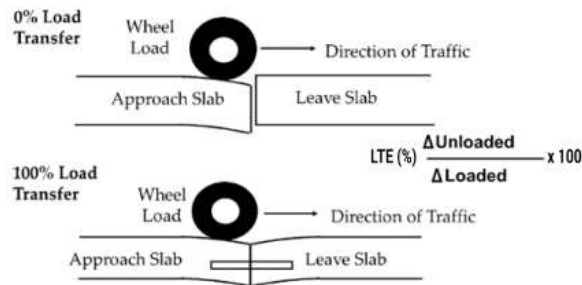 0% Load
Transfer
Wheel
Load
Direction of Traffic
Approach Slab
Leave Slab
LTE (%)
ΔUnloaded
ΔLoaded
x 100
100% Load
Transfer
Wheel
Load
Direction of Traffic
Approach Slab
Leave Slab